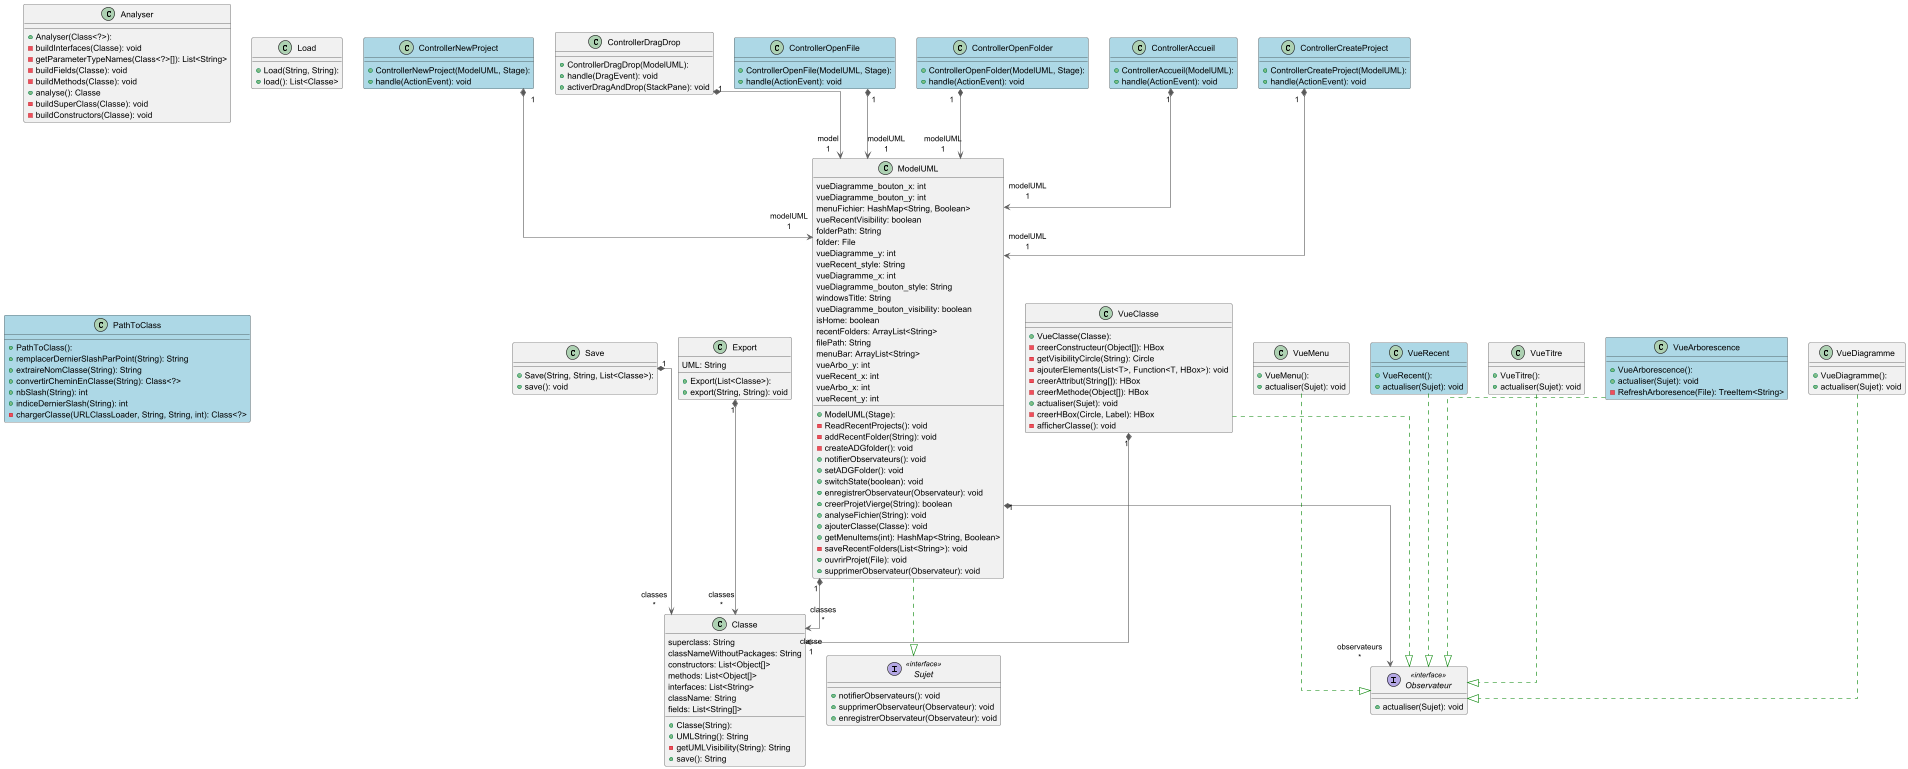 Analyser
Analyser(Class<?>):
buildInterfaces(Classe): void
getParameterTypeNames(Class<?>[]): List<String>
buildFields(Classe): void
buildMethods(Classe): void
analyse(): Classe
buildSuperClass(Classe): void
buildConstructors(Classe): void
Load
Load(String, String):
load(): List<Classe>
ControllerNewProject
ControllerNewProject(ModelUML, Stage):
handle(ActionEvent): void
1
ControllerDragDrop
ControllerDragDrop(ModelUML):
handle(DragEvent): void
activerDragAndDrop(StackPane): void
1
ControllerOpenFile
ControllerOpenFile(ModelUML, Stage):
handle(ActionEvent): void
1
ControllerOpenFolder
ControllerOpenFolder(ModelUML, Stage):
handle(ActionEvent): void
1
ControllerAccueil
ControllerAccueil(ModelUML):
handle(ActionEvent): void
1
ControllerCreateProject
ControllerCreateProject(ModelUML):
handle(ActionEvent): void
1
model
1
modelUML
1
modelUML
1
modelUML
1
modelUML
1
modelUML
1
ModelUML
vueDiagramme_bouton_x: int
vueDiagramme_bouton_y: int
menuFichier: HashMap<String, Boolean>
vueRecentVisibility: boolean
folderPath: String
folder: File
vueDiagramme_y: int
vueRecent_style: String
vueDiagramme_x: int
vueDiagramme_bouton_style: String
windowsTitle: String
vueDiagramme_bouton_visibility: boolean
isHome: boolean
recentFolders: ArrayList<String>
filePath: String
menuBar: ArrayList<String>
vueArbo_y: int
vueRecent_x: int
vueArbo_x: int
vueRecent_y: int
ModelUML(Stage):
ReadRecentProjects(): void
addRecentFolder(String): void
createADGfolder(): void
notifierObservateurs(): void
setADGFolder(): void
switchState(boolean): void
enregistrerObservateur(Observateur): void
creerProjetVierge(String): boolean
analyseFichier(String): void
ajouterClasse(Classe): void
getMenuItems(int): HashMap<String, Boolean>
saveRecentFolders(List<String>): void
ouvrirProjet(File): void
supprimerObservateur(Observateur): void
1
1
PathToClass
PathToClass():
remplacerDernierSlashParPoint(String): String
extraireNomClasse(String): String
convertirCheminEnClasse(String): Class<?>
nbSlash(String): int
indiceDernierSlash(String): int
chargerClasse(URLClassLoader, String, String, int): Class<?>
Save
Save(String, String, List<Classe>):
save(): void
1
Export
UML: String
Export(List<Classe>):
export(String, String): void
1
VueClasse
VueClasse(Classe):
creerConstructeur(Object[]): HBox
getVisibilityCircle(String): Circle
ajouterElements(List<T>, Function<T, HBox>): void
creerAttribut(String[]): HBox
creerMethode(Object[]): HBox
actualiser(Sujet): void
creerHBox(Circle, Label): HBox
afficherClasse(): void
1
VueMenu
VueMenu():
actualiser(Sujet): void
VueRecent
VueRecent():
actualiser(Sujet): void
VueTitre
VueTitre():
actualiser(Sujet): void
VueArborescence
VueArborescence():
actualiser(Sujet): void
RefreshArboresence(File): TreeItem<String>
VueDiagramme
VueDiagramme():
actualiser(Sujet): void
classes
*
classes
*
classes
*
classe
1
observateurs
*
Classe
superclass: String
classNameWithoutPackages: String
constructors: List<Object[]>
methods: List<Object[]>
interfaces: List<String>
className: String
fields: List<String[]>
Classe(String):
UMLString(): String
getUMLVisibility(String): String
save(): String
«interface»
Sujet
notifierObservateurs(): void
supprimerObservateur(Observateur): void
enregistrerObservateur(Observateur): void
«interface»
Observateur
actualiser(Sujet): void